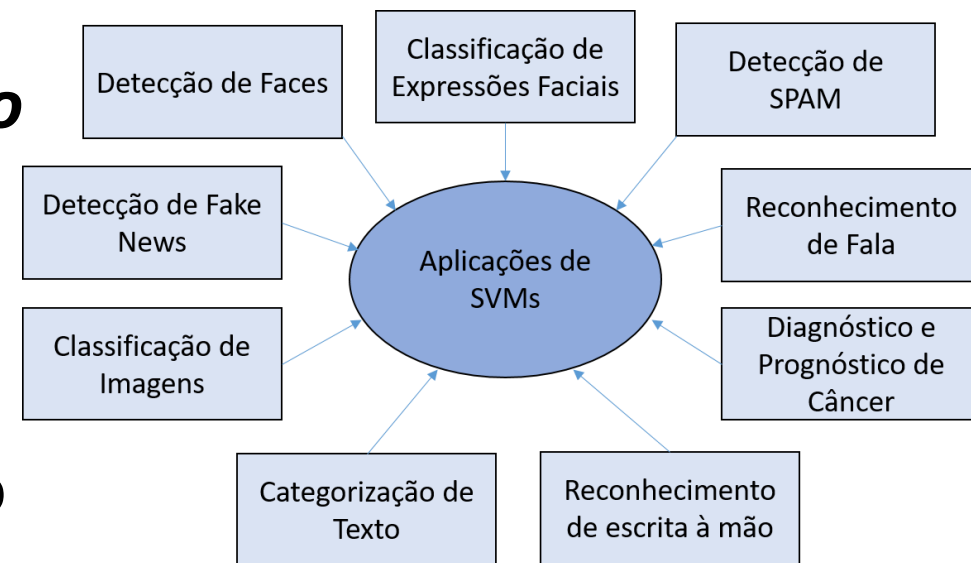 Classificação de
Expressões Faciais
Detecção de Faces
Detecção de
SPAM
o
Detecção de Fake
News
Reconhecimento
de Fala
Aplicações de
SVMs
Classificação de
Imagens
Diagnóstico e
Prognóstico de
Câncer
Categorização de
Texto
Reconhecimento
de escrita à mão